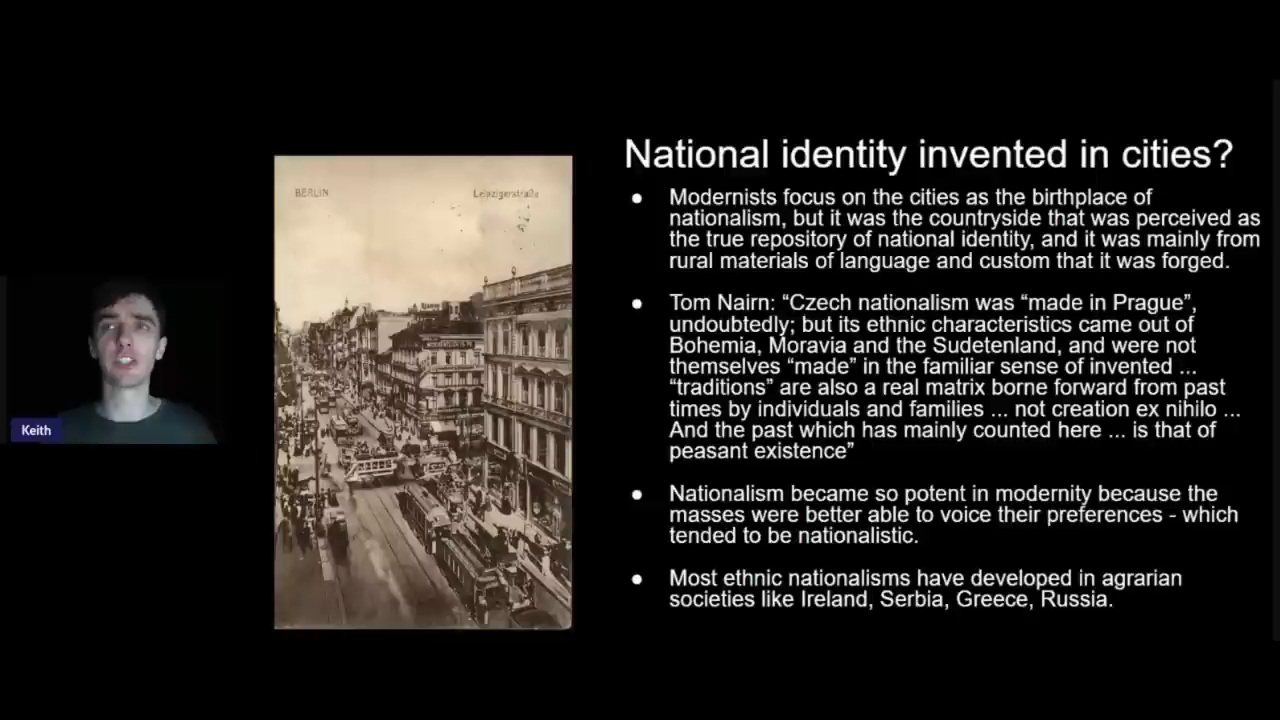 National identity invented in cities?
● Modernists focus on the cities as the birthplace of
nationalism, but it was the countryside that was perceived as
the true repository of national identity, and it was mainly from
rural materials of language and custom that it was forged.
● Tom Nairn: “Czech nationalism was “made in Prague”,
undoubtedly; but its ethnic characteristics came out of
Bohemia, Moravia and the Sudetenland, and were not
themselves “made” in the familiar sense of invented ...
“traditions” are also a real matrix borne forward from past
times by individuals and families ... not creation ex nihilo ...
And the past which has mainly counted here ... is that of
peasant existence”
● Nationalism became so potent in modernity because the
masses were better able to voice their preferences - which
tended to be nationalistic.
● Most ethnic nationalisms have developed in agrarian
societies like Ireland, Serbia, Greece, Russia.
BERLIN
Leipzigerstraße
Keith